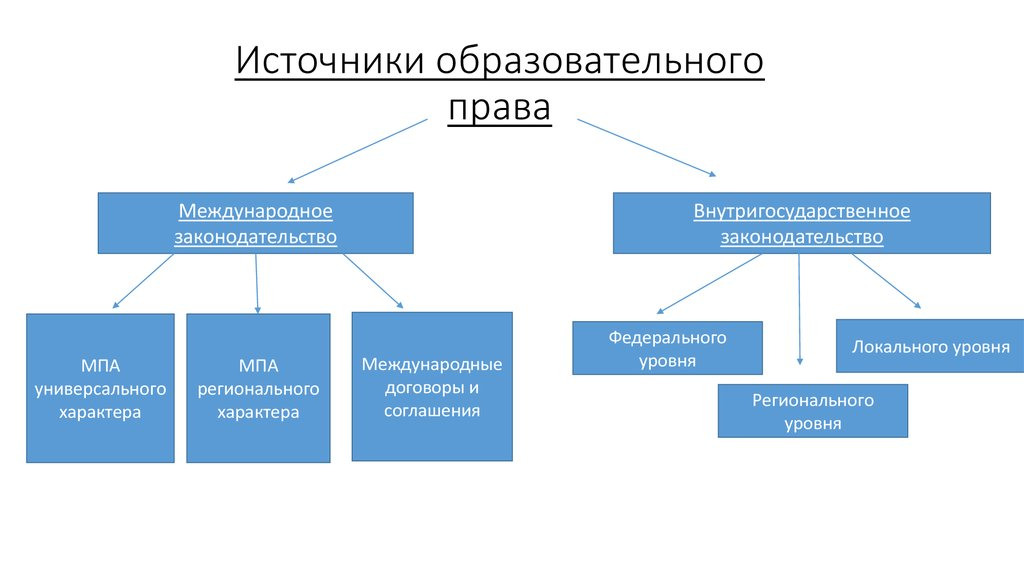 Источники образовательного
права
Международное
законодательство
Внутригосударственное
законодательство
МПА
универсального
характера
МПА
регионального
характера
Международные
договоры и
соглашения
Федерального
уровня
Локального уровня
Регионального
уровня